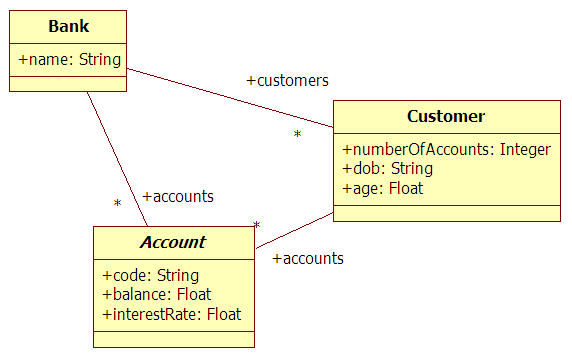 Bank
+name: String
+customers
*
Customer
+numberOfAccounts: Integer
+dob: String
+age: Float
+accounts
*
Account
*
+accounts
+code: String
+balance: Float
+interestRate: Float